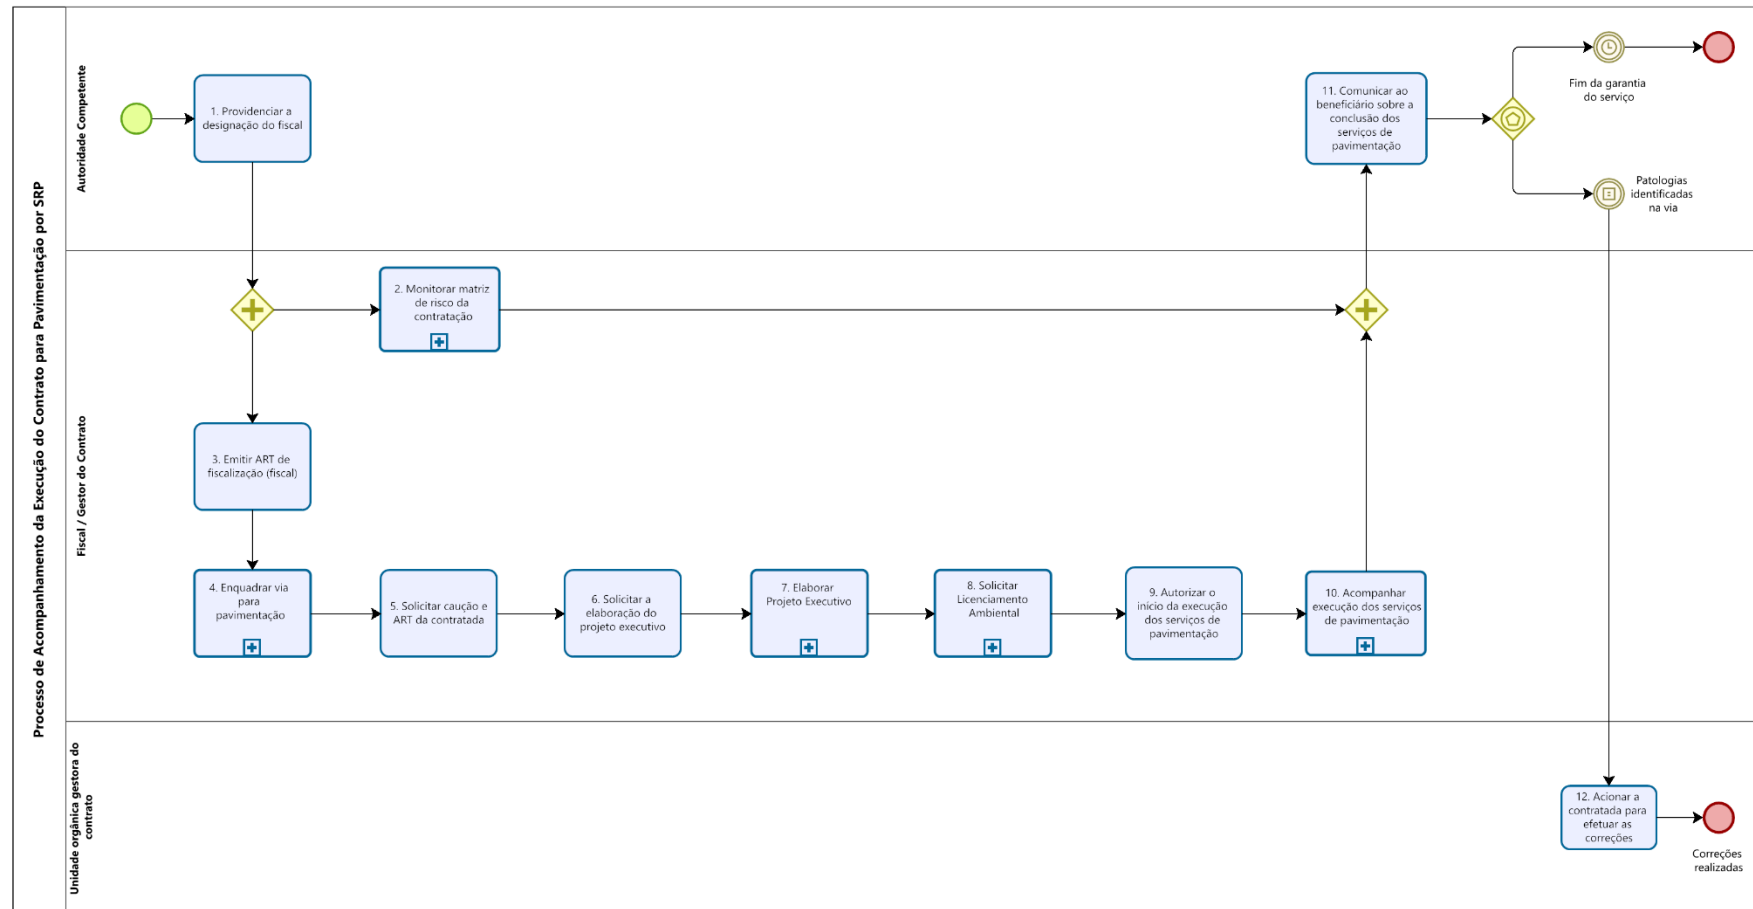 Processo de Acompanhamento da Execução do Contrato para Pavimentação por SRP
Autoridade Competente
1. Providenciar a
designação do fiscal
11. Comunicar ao
beneficiário sobre a
conclusão dos
serviços de
pavimentação
Fim da garantia
do serviço
Patologias
identificadas
na via
Fiscal / Gestor do Contrato
2. Monitorar matriz
de risco da
contratação
3. Emitir ART de
fiscalização (fiscal)
4. Enquadrar via
para
pavimentação
5. Solicitar caução e
ART da contratada
6. Solicitar a
elaboração do
projeto executivo
7. Elaborar
Projeto Executivo
8. Solicitar
Licenciamento
Ambiental
9. Autorizar o
início da execução
dos serviços de
pavimentação
10. Acompanhar
execução dos serviços
de pavimentação
Unidade orgânica gestora do
contrato
12. Acionar a
contratada para
efetuar as
correções
Correções
realizadas